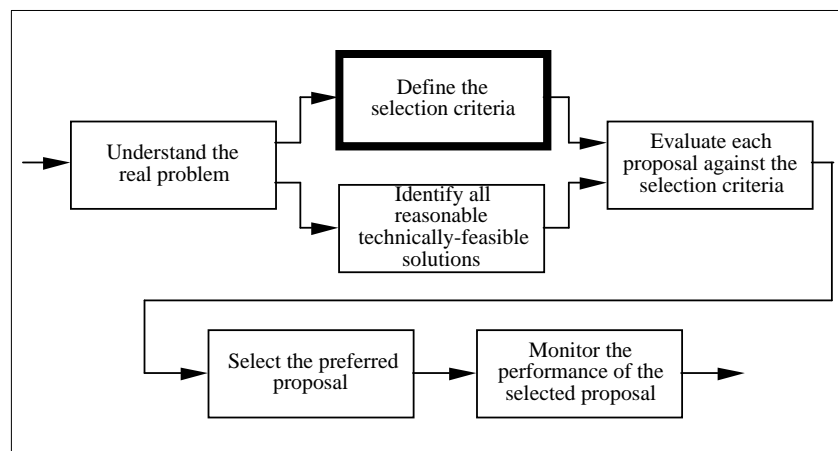 Understand the
real problem
Define the
selection criteria
Identify all
reasonable
technically-feasible
solutions
Evaluate each
proposal against the
selection criteria
Select the preferred
proposal
Monitor the
performance of the
selected proposal